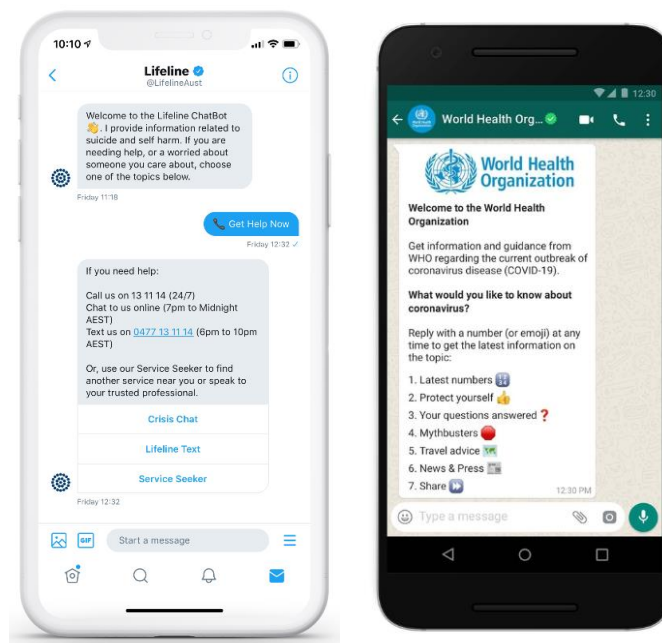 10:10
Lifeline
@LifelineAust
Welcome to the Lifeline ChatBot
👋. I provide information related to
suicide and self harm. If you are
needing help, or a worried about
someone you care about, choose
one of the topics below.
Friday 11:18
📞 Get Help Now
Friday 12:32 ✓
If you need help:
Call us on 13 11 14 (24/7)
Chat to us online (7pm to Midnight
AEST)
Text us on 0477 13 11 14 (6pm to 10pm
AEST)
Or, use our Service Seeker to find
another service near you or speak to
your trusted professional.
Crisis Chat
Lifeline Text
Service Seeker
Friday 12:32
GIF
Start a message
12:30
World Health Org...
World Health
Organization
Welcome to the World Health
Organization
Get information and guidance from
WHO regarding the current outbreak of
coronavirus disease (COVID-19).
What would you like to know about
coronavirus?
Reply with a number (or emoji) at any
time to get the latest information on
the topic:
1. Latest numbers 🔢
2. Protect yourself 👍
3. Your questions answered ❓
4. Mythbusters 🛑
5. Travel advice 🗺️
6. News & Press 📰
7. Share ⏩
12:30 PM
Type a message